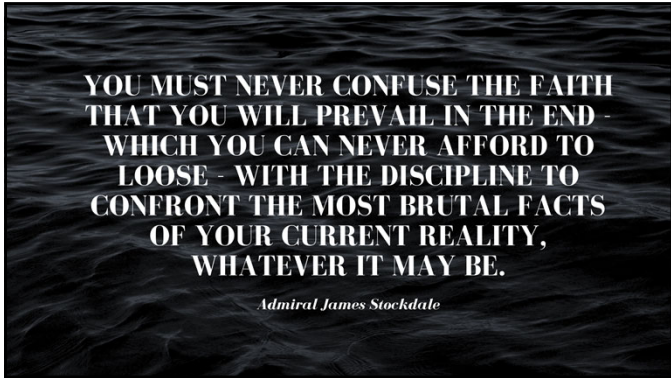 YOU MUST NEVER CONFUSE THE FAITH
THAT YOU WILL PREVAIL IN THE END -
WHICH YOU CAN NEVER AFFORD TO
LOOSE - WITH THE DISCIPLINE TO
CONFRONT THE MOST BRUTAL FACTS
OF YOUR CURRENT REALITY,
WHATEVER IT MAY BE.
Admiral James Stockdale